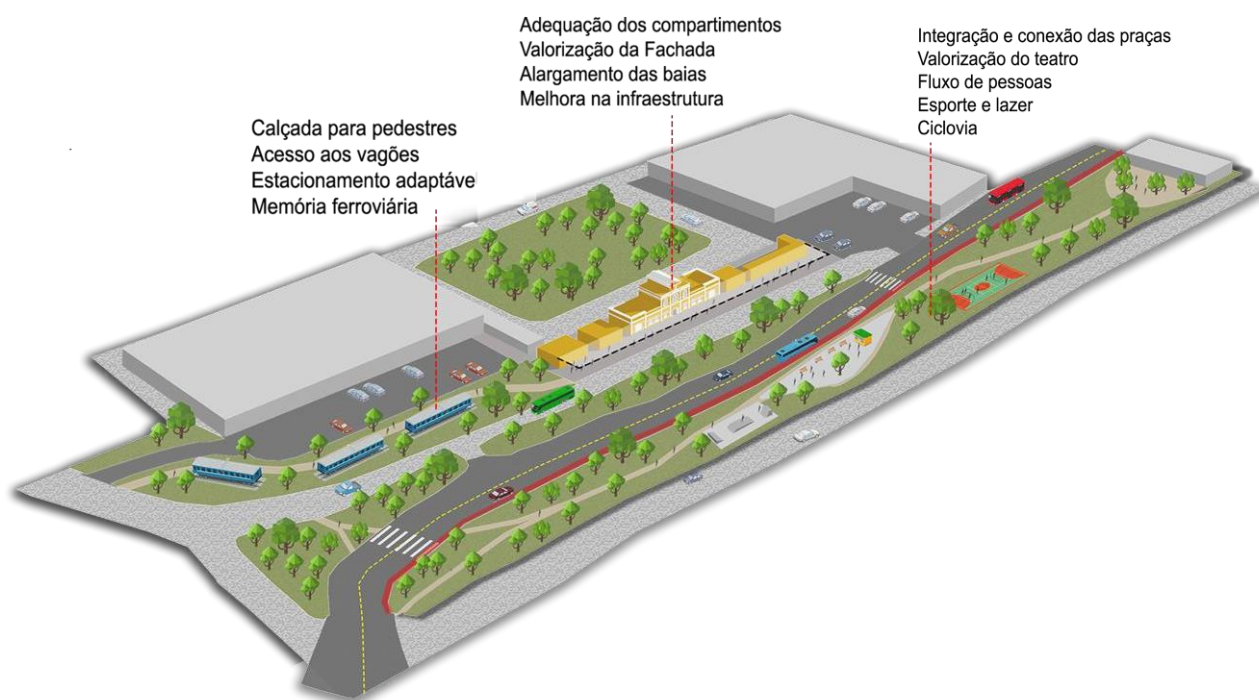 Adequação dos compartimentos
Valorização da Fachada
Alargamento das baias
Melhora na infraestrutura
Integração e conexão das praças
Valorização do teatro
Fluxo de pessoas
Esporte e lazer
Ciclovia
Calçada para pedestres
Acesso aos vagões
Estacionamento adaptáve
Memória ferroviária